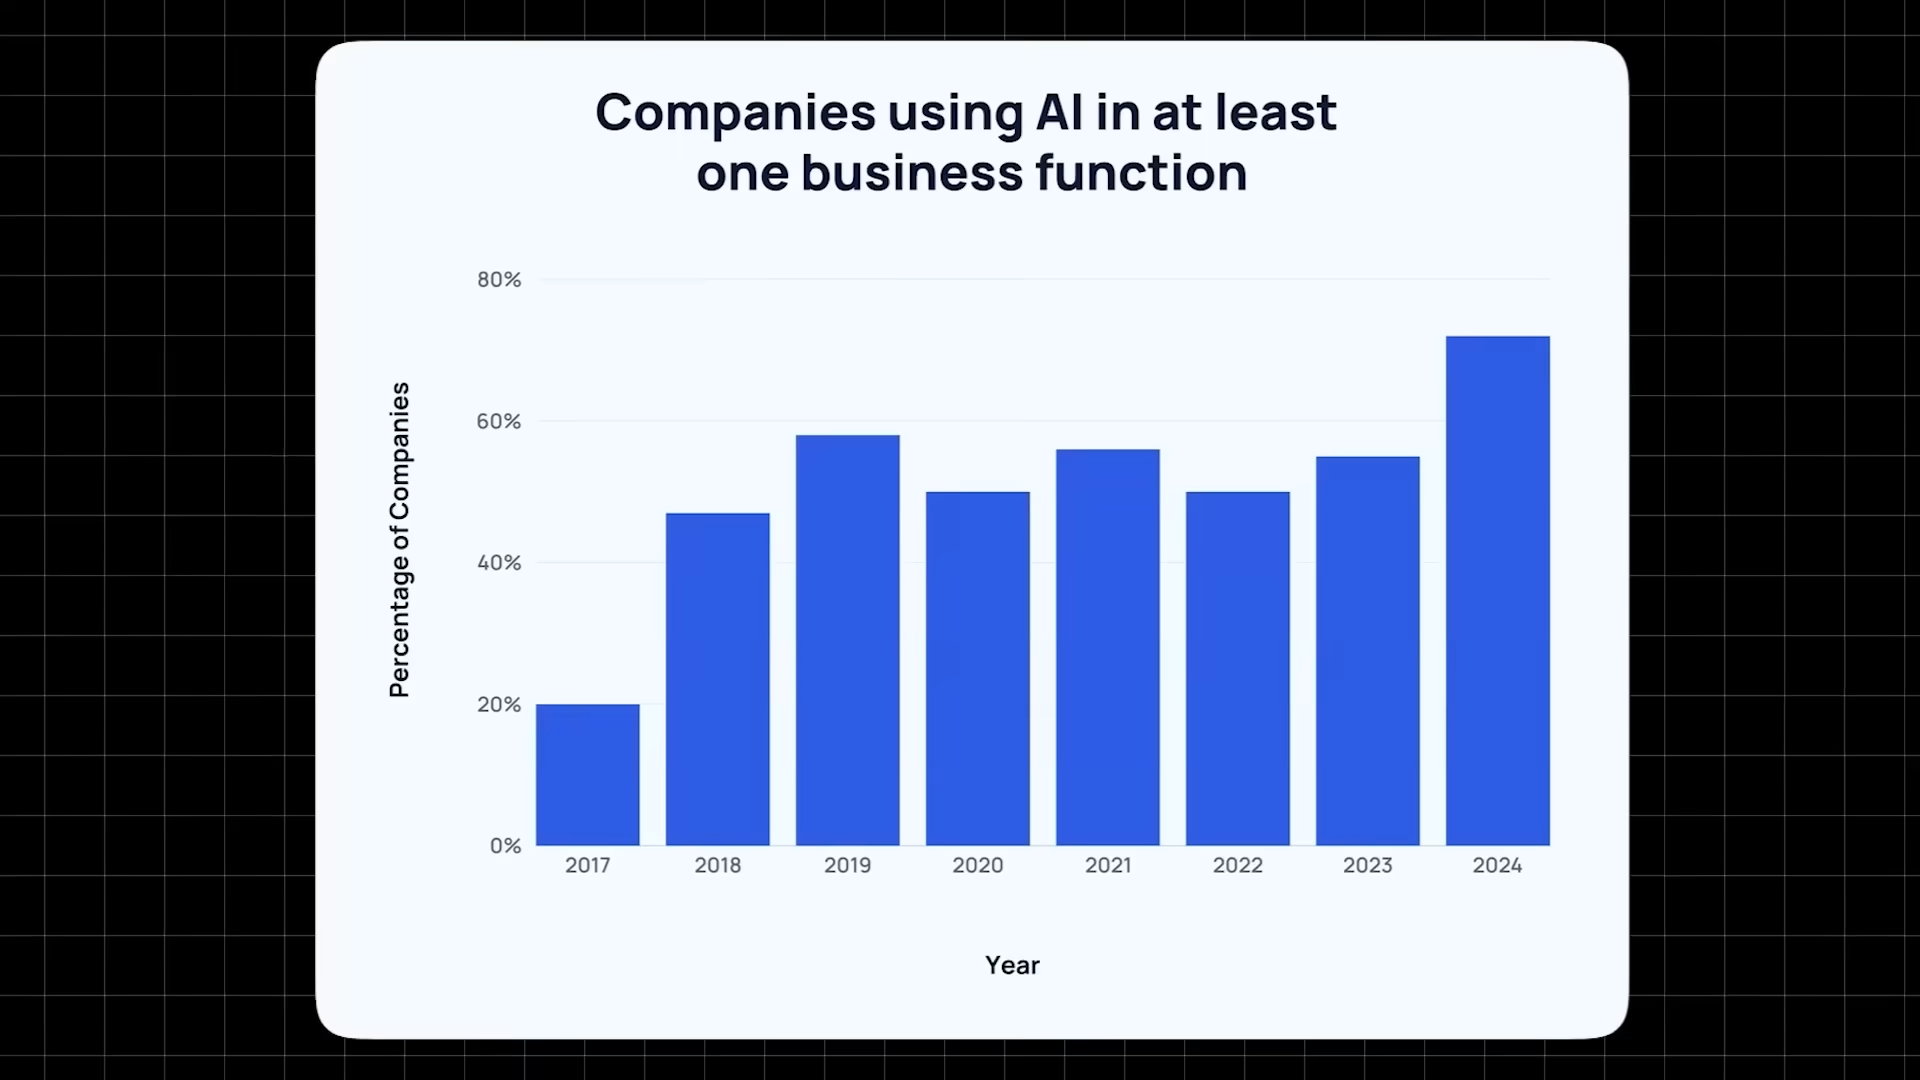 Companies using AI in at least
one business function
80%
60%
40%
20%
0%
Percentage of Companies
2017 2018 2019 2020 2021 2022 2023 2024
Year